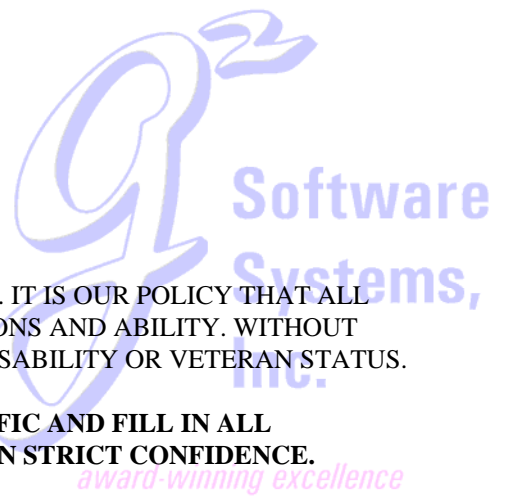 g2
Software
Systems,
Inc.
. IT IS OUR POLICY THAT ALL
ONS AND ABILITY. WITHOUT
SABILITY OR VETERAN STATUS.
FIC AND FILL IN ALL
N STRICT CONFIDENCE.
award-winning excellence